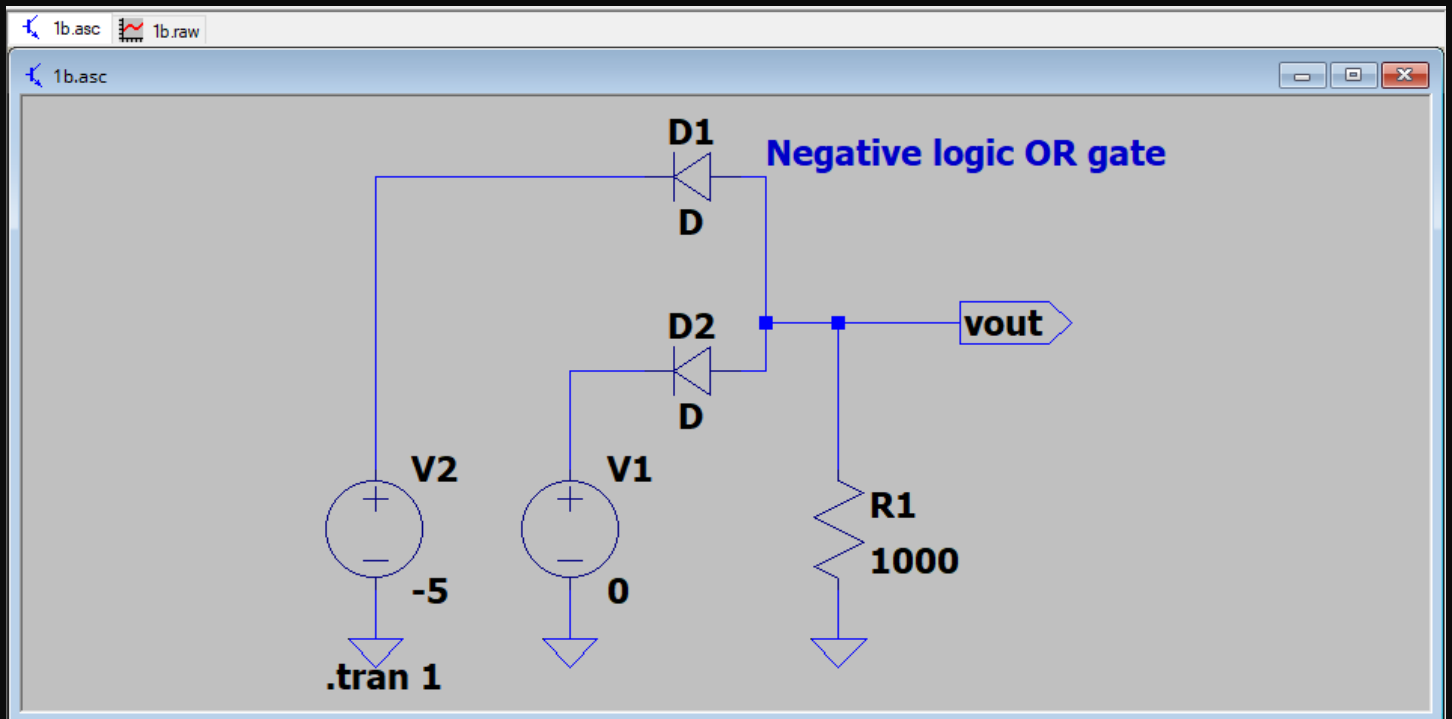 1b.asc 1b.raw
1b.asc
D1
Negative logic OR gate
D
D2
vout
D
V2 V1
R1
1000
-5 0
.tran 1